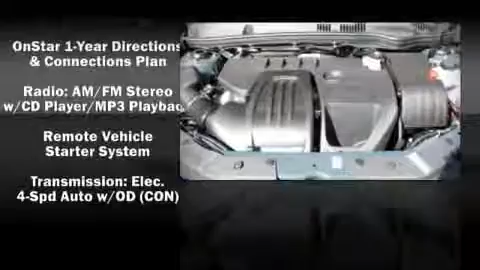 OnStar 1-Year Directions
& Connections Plan
Radio: AM/FM Stereo
w/CD Player/MP3 Playbac
Remote Vehicle
Starter System
Transmission: Elec.
4-Spd Auto w/OD (CON)